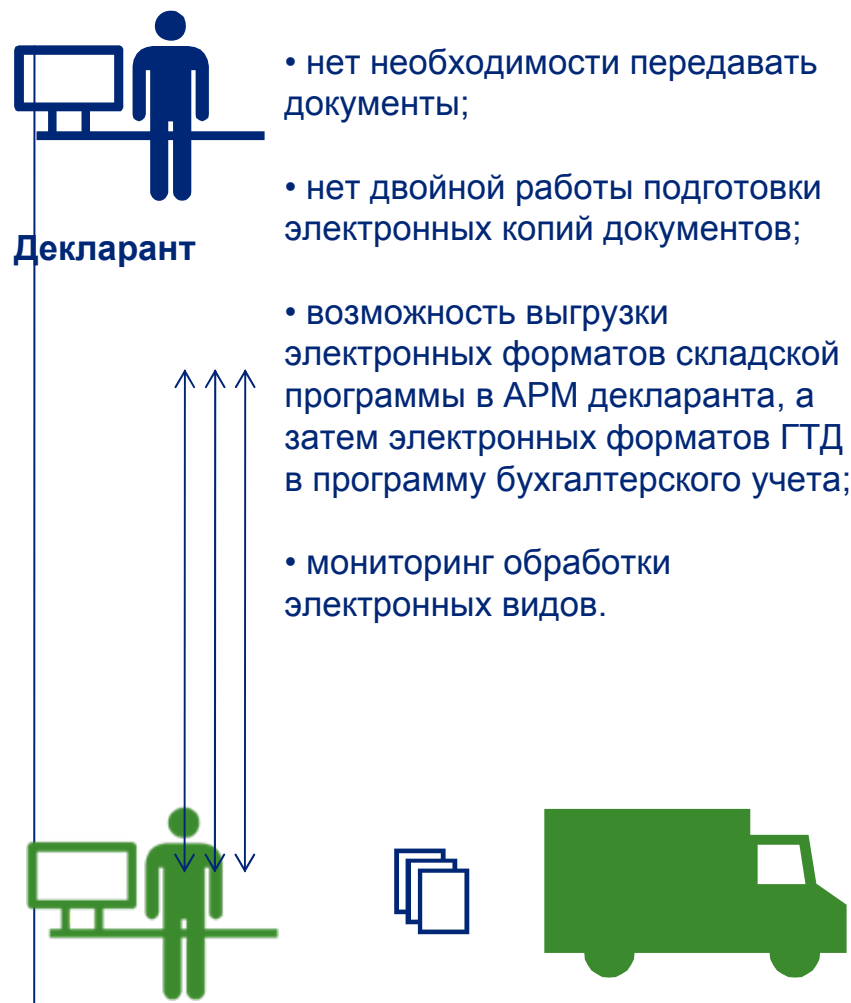 • нет необходимости передавать
документы;
• нет двойной работы подготовки
электронных копий документов;
Декларант
• возможность выгрузки
электронных форматов складской
программы в АРМ декларанта, а
затем электронных форматов ГТД
в программу бухгалтерского учета;
• мониторинг обработки
электронных видов.